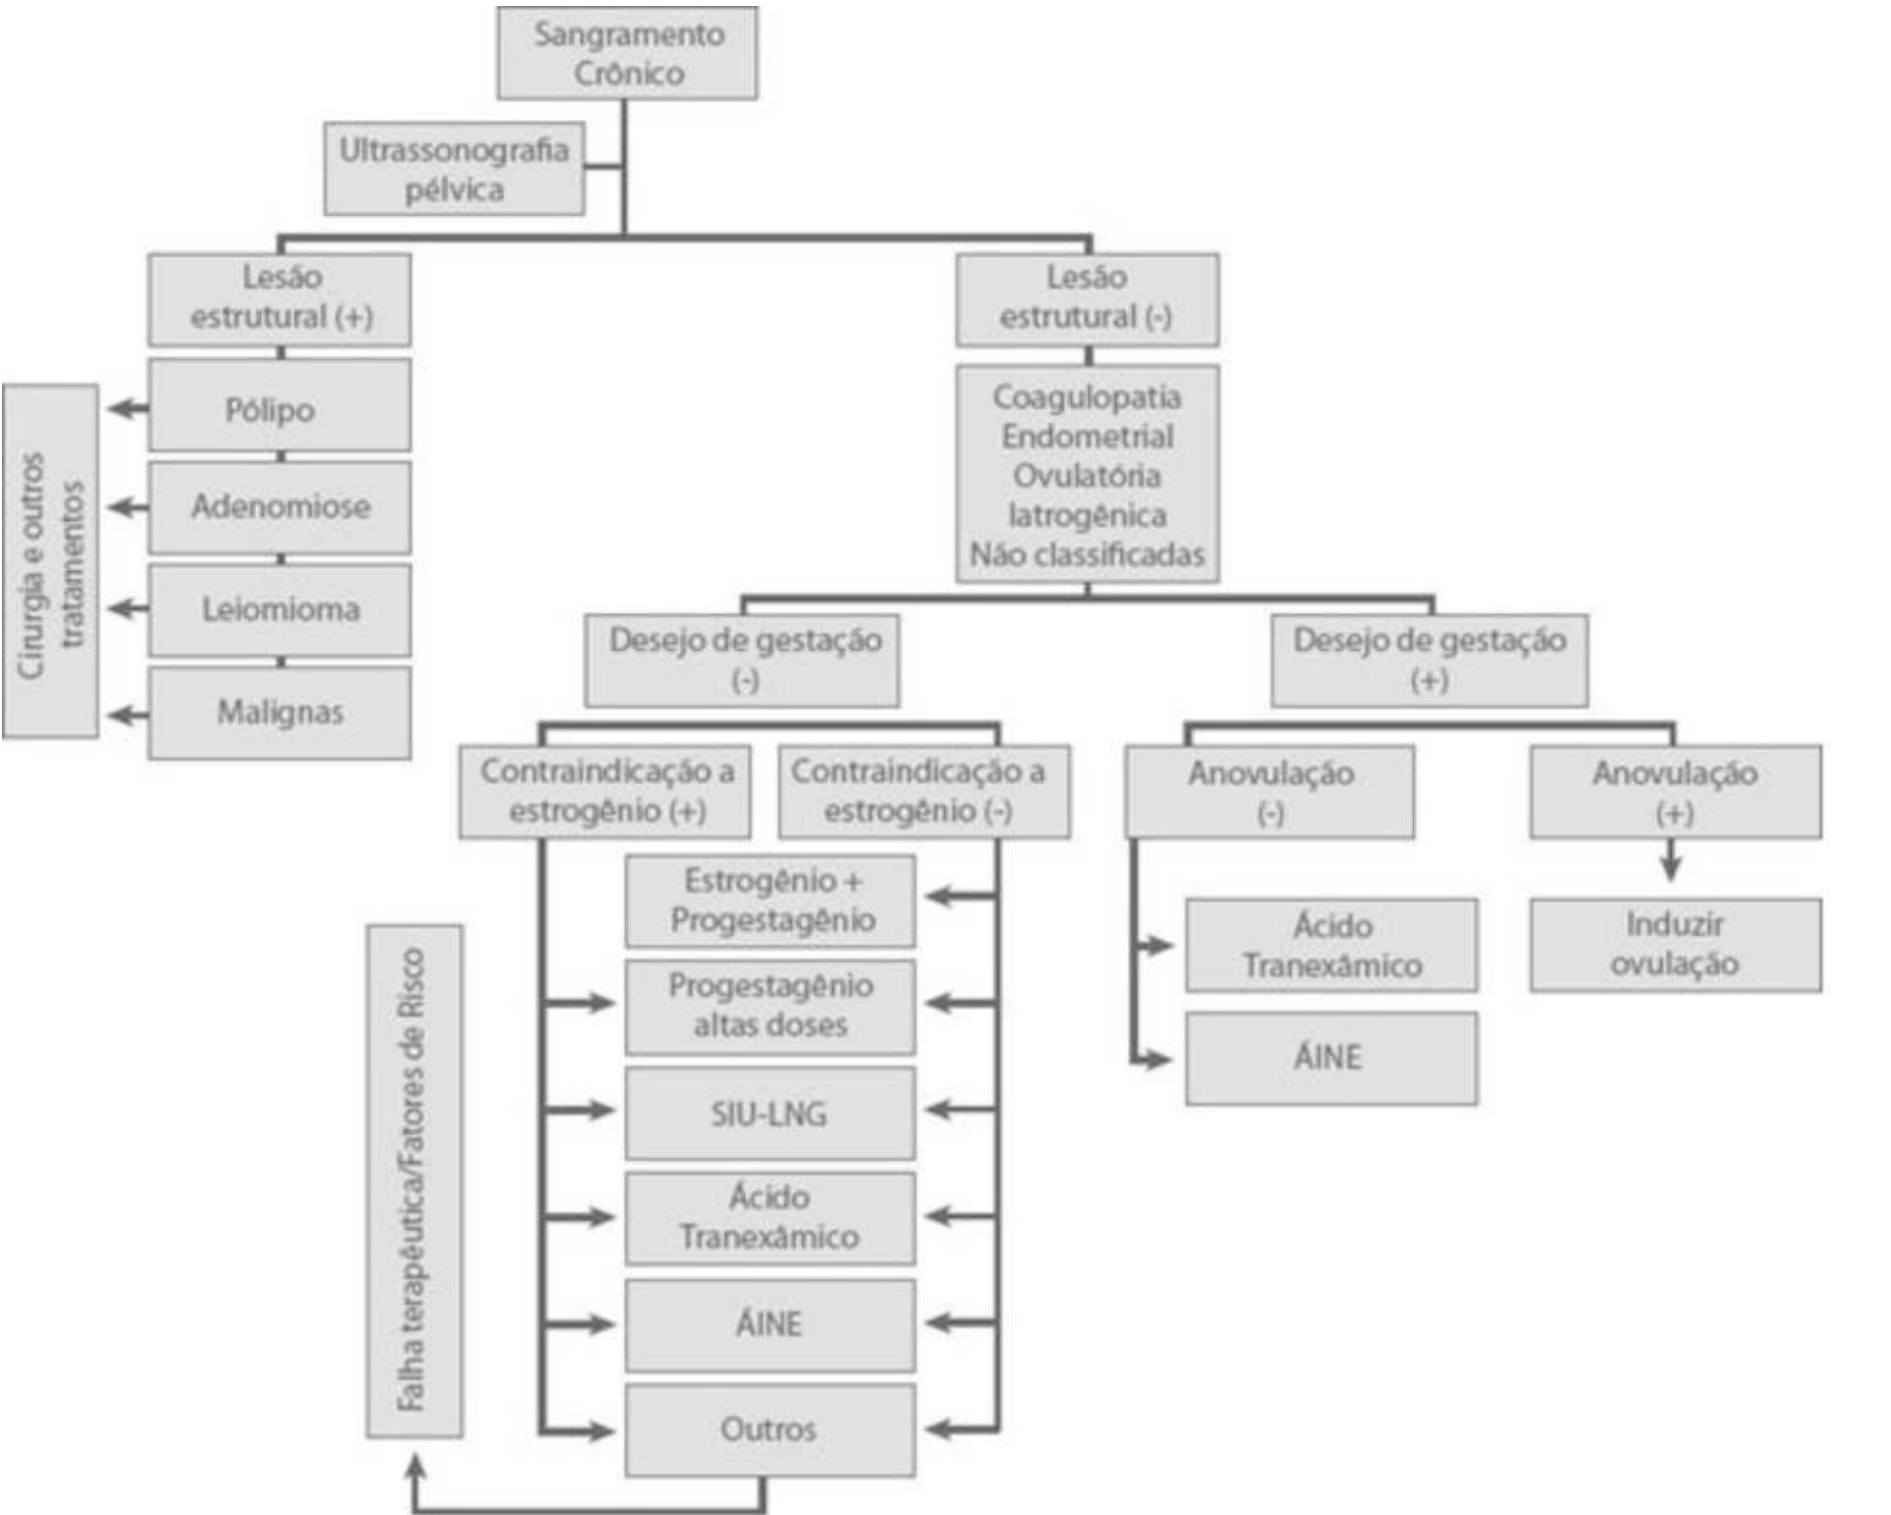 Sangramento
Crônico
Ultrassonografia
pélvica
Lesão
estrutural (+)
Lesão
estrutural (-)
Pólipo
Adenomiose
Leiomioma
Malignas
Cirurgia e outros
tratamentos
Coagulopatia
Endometrial
Ovulatória
Iatrogênica
Não classificadas
Desejo de gestação
(-)
Desejo de gestação
(+)
Contraindicação a
estrogênio (+)
Contraindicação a
estrogênio (-)
Anovulação
(-)
Anovulação
(+)
Estrogênio +
Progestagênio
Progestagênio
altas doses
SIU-LNG
Ácido
Tranexâmico
ÁINE
Outros
Falha terapêutica/Fatores de Risco
Ácido
Tranexâmico
ÁINE
Induzir
ovulação